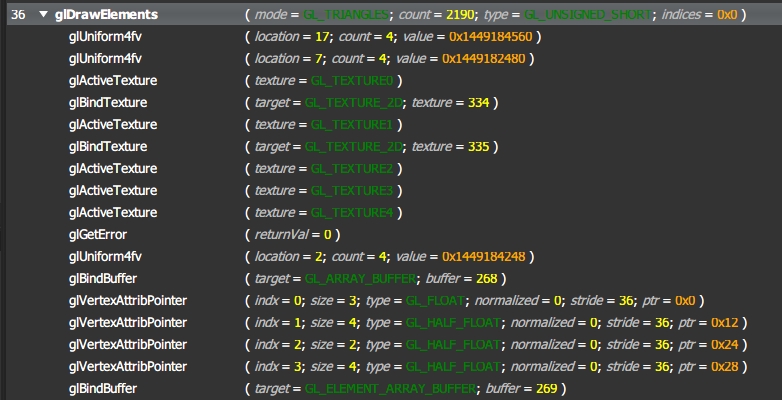 36 ▼ glDrawElements ( mode = GL_TRIANGLES; count = 2190; type = GL_UNSIGNED_SHORT; indices = 0x0 )
glUniform4fv ( location = 17; count = 4; value = 0x1449184560 )
glUniform4fv ( location = 7; count = 4; value = 0x1449182480 )
glActiveTexture ( texture = GL_TEXTURE0 )
glBindTexture ( target = GL_TEXTURE_2D; texture = 334 )
glActiveTexture ( texture = GL_TEXTURE1 )
glBindTexture ( target = GL_TEXTURE_2D; texture = 335 )
glActiveTexture ( texture = GL_TEXTURE2 )
glActiveTexture ( texture = GL_TEXTURE3 )
glActiveTexture ( texture = GL_TEXTURE4 )
glGetError ( returnVal = 0 )
glUniform4fv ( location = 2; count = 4; value = 0x1449184248 )
glBindBuffer ( target = GL_ARRAY_BUFFER; buffer = 268 )
glVertexAttribPointer ( indx = 0; size = 3; type = GL_FLOAT; normalized = 0; stride = 36; ptr = 0x0 )
glVertexAttribPointer ( indx = 1; size = 4; type = GL_HALF_FLOAT; normalized = 0; stride = 36; ptr = 0x12 )
glVertexAttribPointer ( indx = 2; size = 2; type = GL_HALF_FLOAT; normalized = 0; stride = 36; ptr = 0x24 )
glVertexAttribPointer ( indx = 3; size = 4; type = GL_HALF_FLOAT; normalized = 0; stride = 36; ptr = 0x28 )
glBindBuffer ( target = GL_ELEMENT_ARRAY_BUFFER; buffer = 269 )